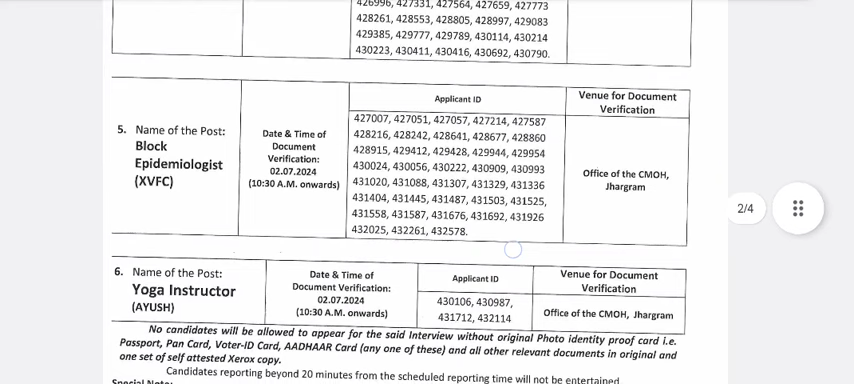 426996, 427331, 427564, 427659, 427773
428261, 428553, 428805, 428997, 429083
429385, 429777, 429789, 430114, 430214
430223, 430411, 430416, 430692, 430790.
5. Name of the Post:
Block
Epidemiologist
(XVFC)
Date & Time of
Document
Verification:
02.07.2024
(10:30 A.M. onwards)
Applicant ID
427007, 427051, 427057, 427214, 427587
428216, 428242, 428641, 428677, 428860
428915, 429412, 429428, 429944, 429954
430024, 430056, 430222, 430909, 430993
431020, 431088, 431307, 431329, 431336
431404, 431445, 431487, 431503, 431525,
431558, 431587, 431676, 431692, 431926
432025, 432261, 432578.
Venue for Document
Verification
Office of the CMOH,
Jhargram
2/4
6. Name of the Post:
Yoga Instructor
(AYUSH)
Date & Time of
Document Verification:
02.07.2024
(10:30 A.M. onwards)
Applicant ID
430106, 430987,
431712, 432114
Venue for Document
Verification
Office of the CMOH, Jhargram
No candidates will be allowed to appear for the said Interview without original Photo identity proof card i.e.
Passport, Pan Card, Voter-ID Card, AADHAAR Card (any one of these) and all other relevant documents in original and
one set of self attested Xerox copy.
Candidates reporting beyond 20 minutes from the scheduled reporting time will not be entertained
Special Note: